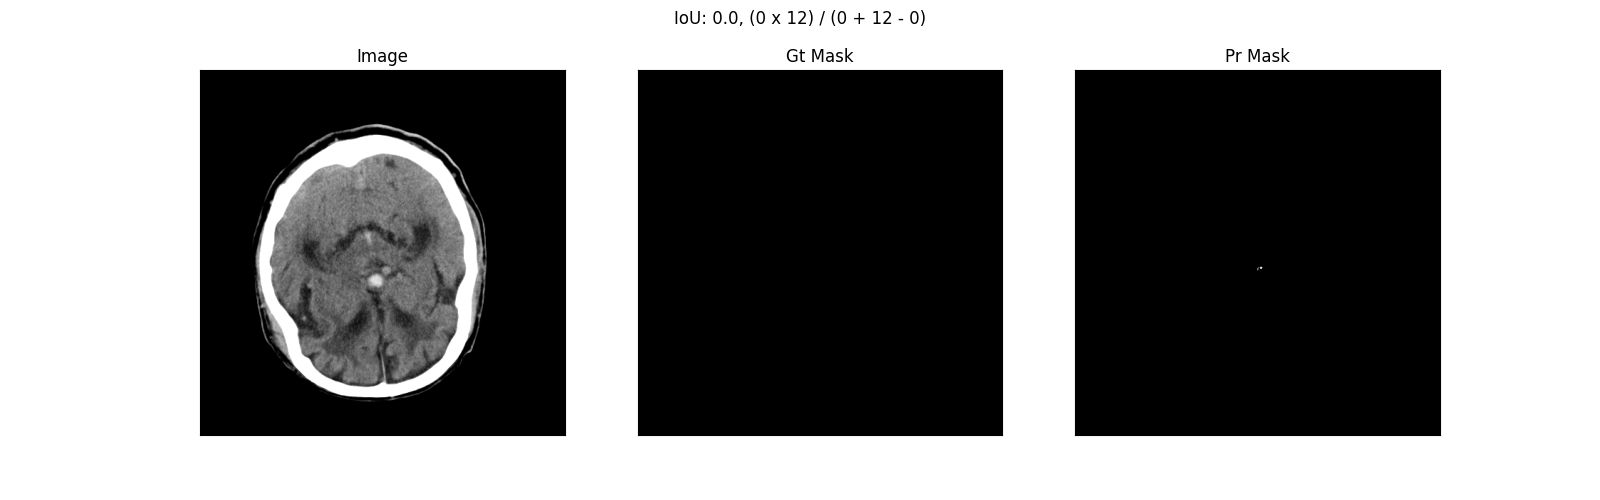 IoU: 0.0, (0 x 12) / (0 + 12 - 0)
Image
Gt Mask
Pr Mask